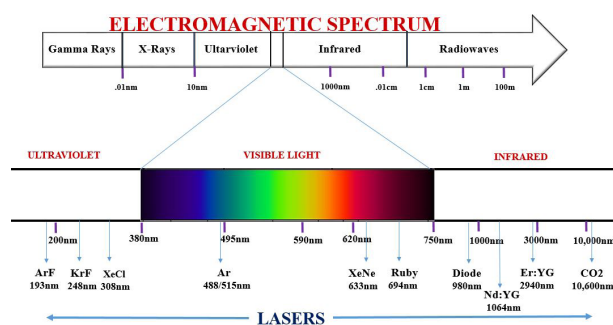 ELECTROMAGNETIC SPECTRUM
Gamma Rays X-Rays Ultarviolet Infrared Radiowaves
.01nm 10nm 1000nm .01cm 1cm 1m 100m
ULTRAVIOLET VISIBLE LIGHT INFRARED
200nm 380nm 495nm 590nm 620nm 750nm 1000nm 3000nm 10,000nm
ArF KrF XeCl Ar XeNe Ruby Diode Nd:YG Er:YG CO2
193nm 248nm 308nm 488/515nm 633nm 694nm 980nm 1064nm 2940nm 10,600nm
LASERS